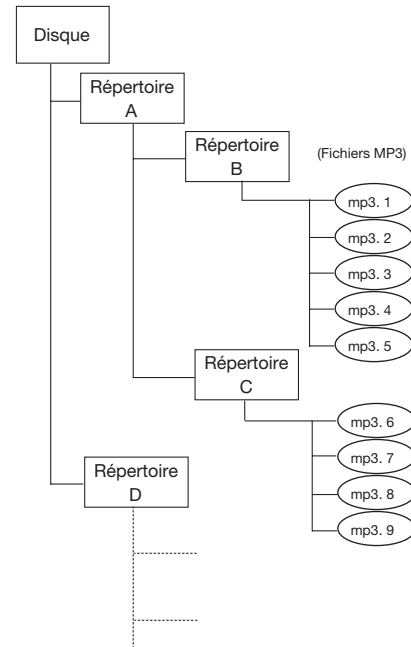 Disque
Répertoire
A
Répertoire
B
(Fichiers MP3)
mp3. 1
mp3. 2
mp3. 3
mp3. 4
mp3. 5
Répertoire
C
mp3. 6
mp3. 7
mp3. 8
mp3. 9
Répertoire
D